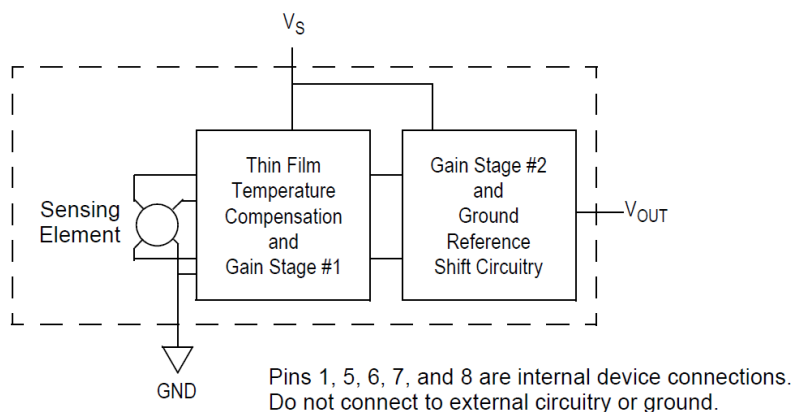 VS
Thin Film
Temperature
Compensation
and
Gain Stage #1
Gain Stage #2
and
Ground
Reference
Shift Circuitry
Sensing
Element
VOUT
GND
Pins 1, 5, 6, 7, and 8 are internal device connections.
Do not connect to external circuitry or ground.